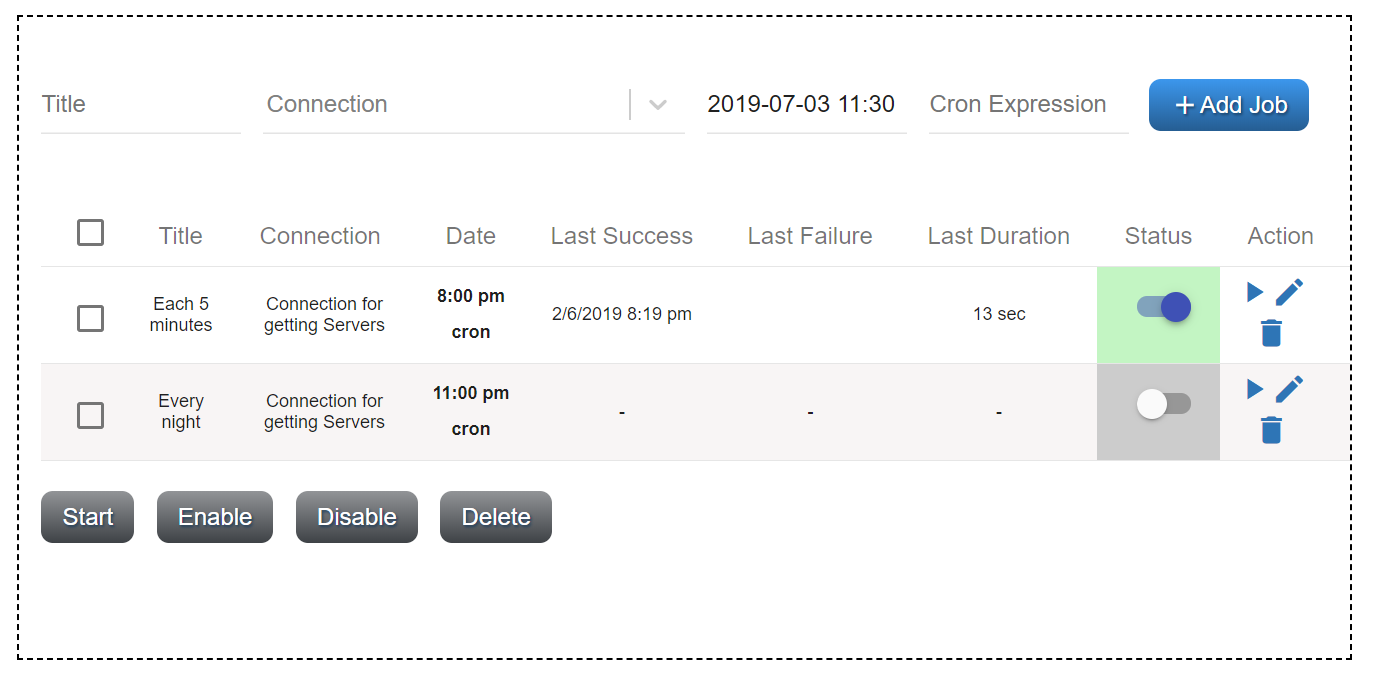 Title Connection 2019-07-03 11:30 Cron Expression + Add Job
Title Connection Date Last Success Last Failure Last Duration Status Action
Each 5 minutes
Connection for getting Servers
8:00 pm
cron
2/6/2019 8:19 pm
13 sec
Every night
Connection for getting Servers
11:00 pm
cron
- - -
Start Enable Disable Delete